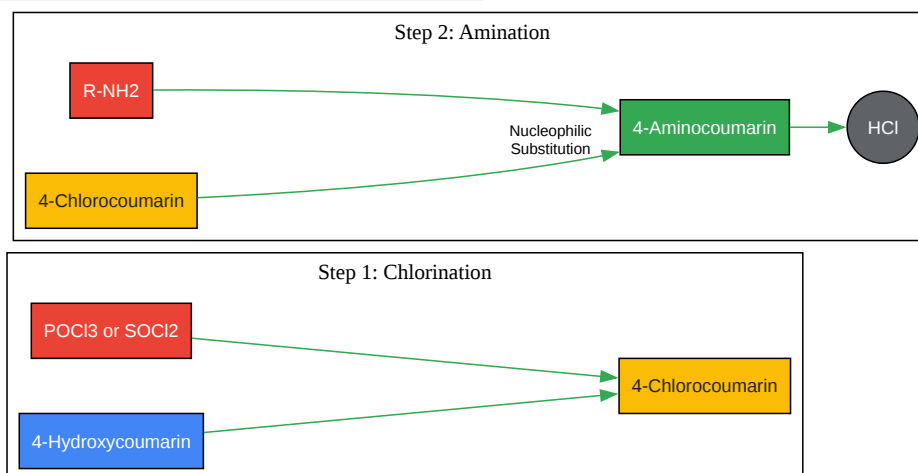 Step 2: Amination
R-NH2
Nucleophilic
Substitution
4-Aminocoumarin
HCl
4-Chlorocoumarin
Step 1: Chlorination
POCl3 or SOCl2
4-Chlorocoumarin
4-Hydroxycoumarin